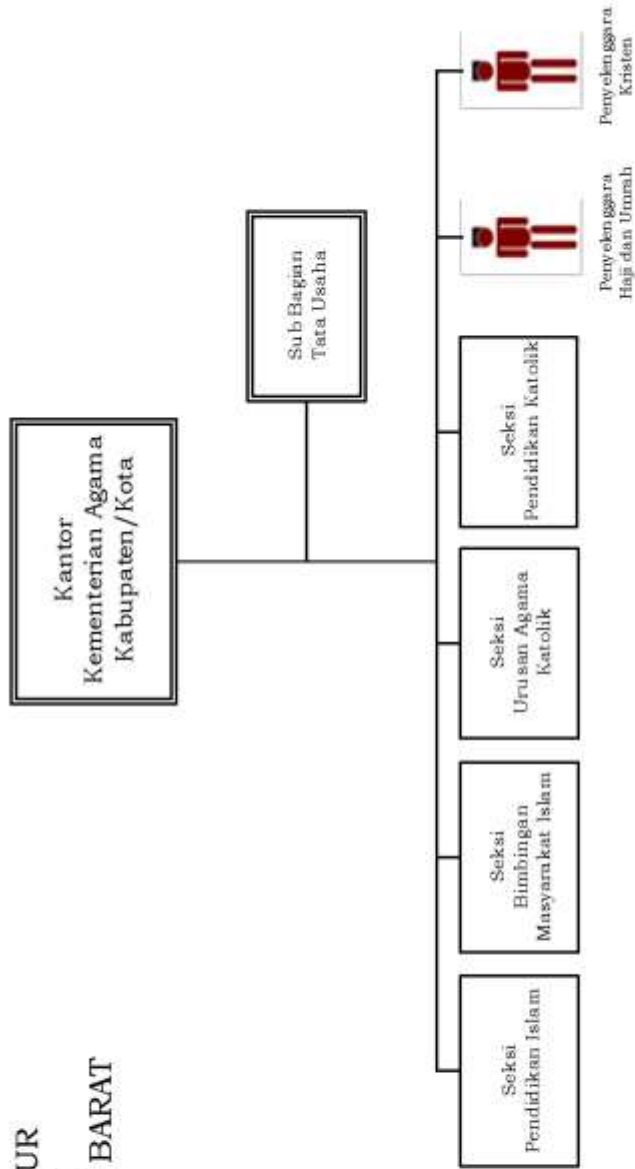 UR
BARAT
Kantor
Kementerian Agama
Kabupaten/Kota
Sub Bagian
Tata Usaha
Seksi
Pendidikan Islam
Seksi
Bimbingan
Masyarakat Islam
Seksi
Urusan Agama
Katolik
Seksi
Pendidikan Katolik
Penyelenggara
Haji dan Umrah
Penyelenggara
Kristen